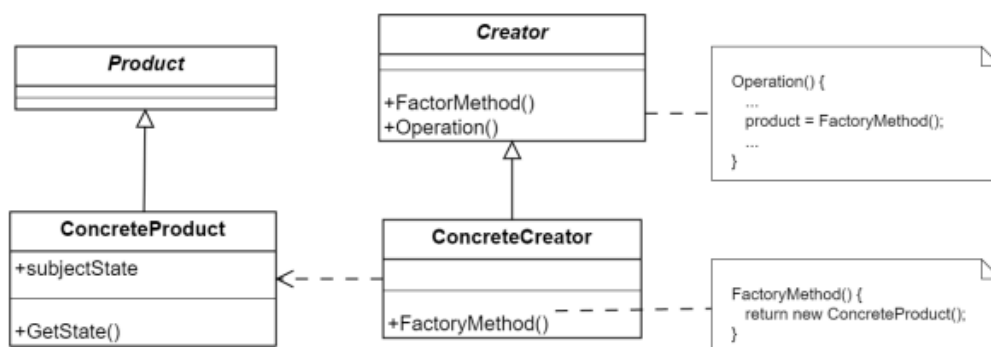 Product
Creator
+FactorMethod()
+Operation()
Operation() {
...
product = FactoryMethod();
...
}
ConcreteProduct
+subjectState
+GetState()
ConcreteCreator
+FactoryMethod()
FactoryMethod() {
return new ConcreteProduct();
}